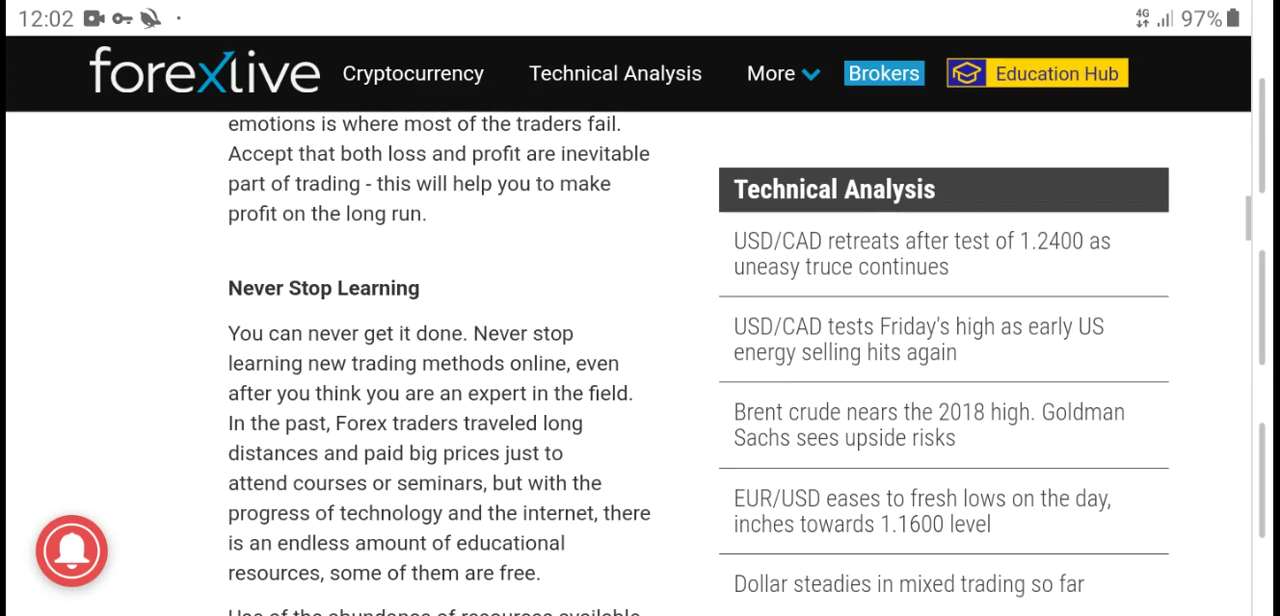 12:02
4G
97%
forexlive
Cryptocurrency
Technical Analysis
More
Brokers
Education Hub
emotions is where most of the traders fail.
Accept that both loss and profit are inevitable
part of trading - this will help you to make
profit on the long run.
Never Stop Learning
You can never get it done. Never stop
learning new trading methods online, even
after you think you are an expert in the field.
In the past, Forex traders traveled long
distances and paid big prices just to
attend courses or seminars, but with the
progress of technology and the internet, there
is an endless amount of educational
resources, some of them are free.
Use of the abundance of resources available
Technical Analysis
USD/CAD retreats after test of 1.2400 as
uneasy truce continues
USD/CAD tests Friday's high as early US
energy selling hits again
Brent crude nears the 2018 high. Goldman
Sachs sees upside risks
EUR/USD eases to fresh lows on the day,
inches towards 1.1600 level
Dollar steadies in mixed trading so far